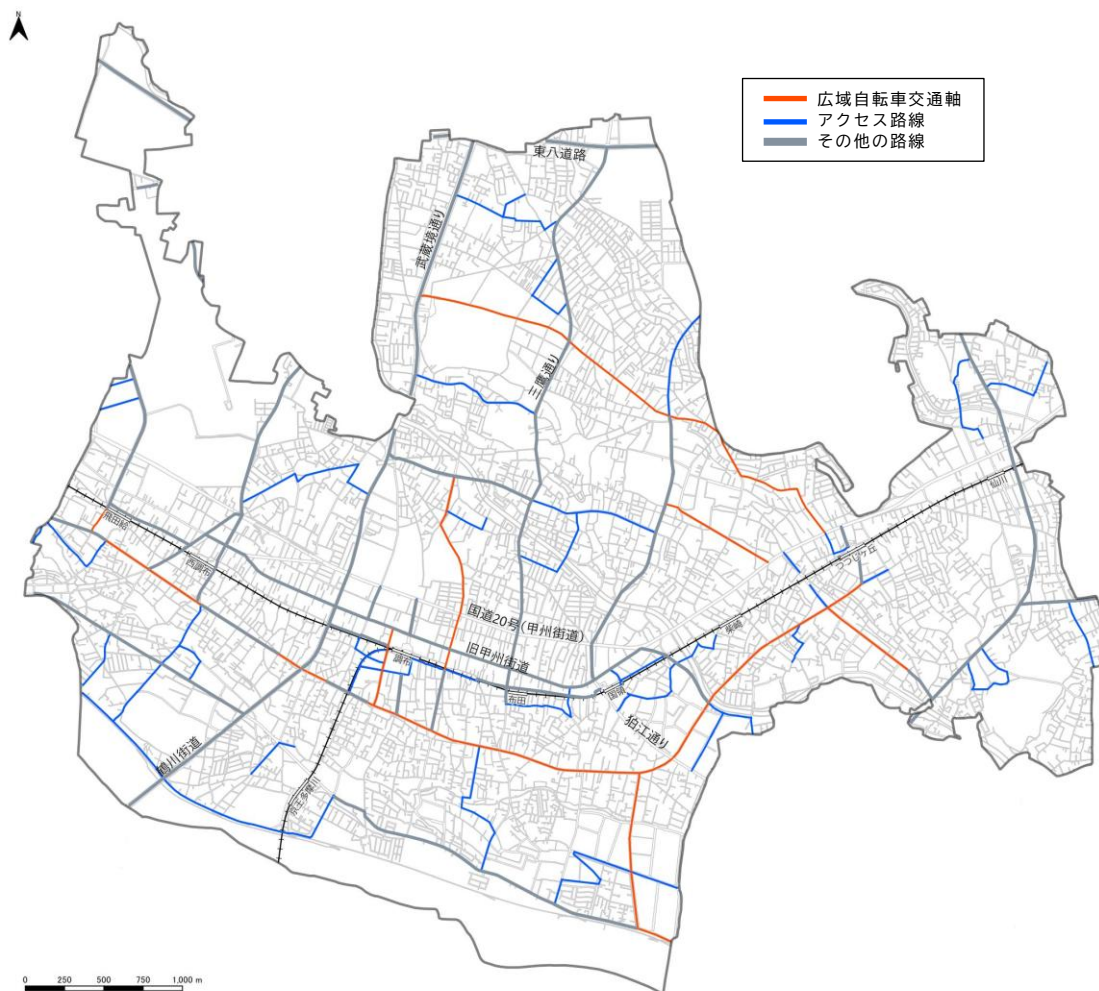 N
広域自転車交通軸
アクセス路線
その他の路線
東八道路
武蔵境通り
三鷹通り
仙川
つつじヶ丘
柴崎
飛田給
西調布
国道20号(甲州街道)
旧甲州街道
調布
布田
国領
狛江通り
鶴川街道
京王多摩川
0 250 500 750 1,000 m